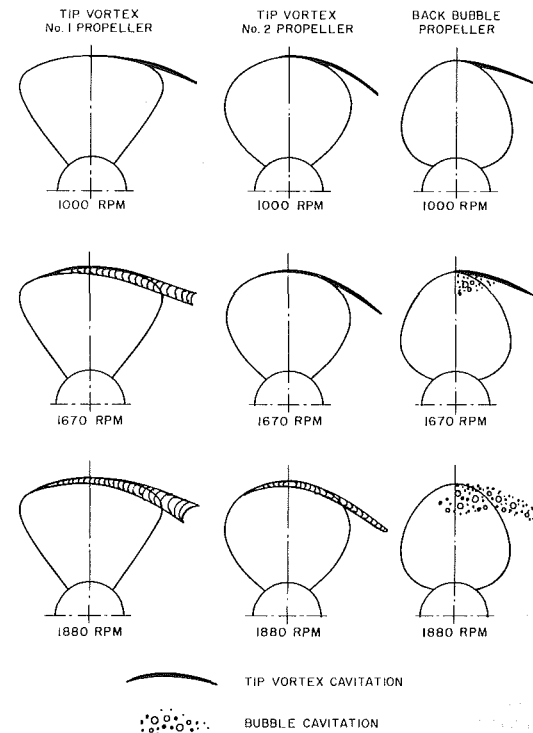 TIP VORTEX
No. 1 PROPELLER
TIP VORTEX
No. 2 PROPELLER
BACK BUBBLE
PROPELLER
1000 RPM
1000 RPM
1000 RPM
1670 RPM
1670 RPM
1670 RPM
1880 RPM
1880 RPM
1880 RPM
TIP VORTEX CAVITATION
BUBBLE CAVITATION